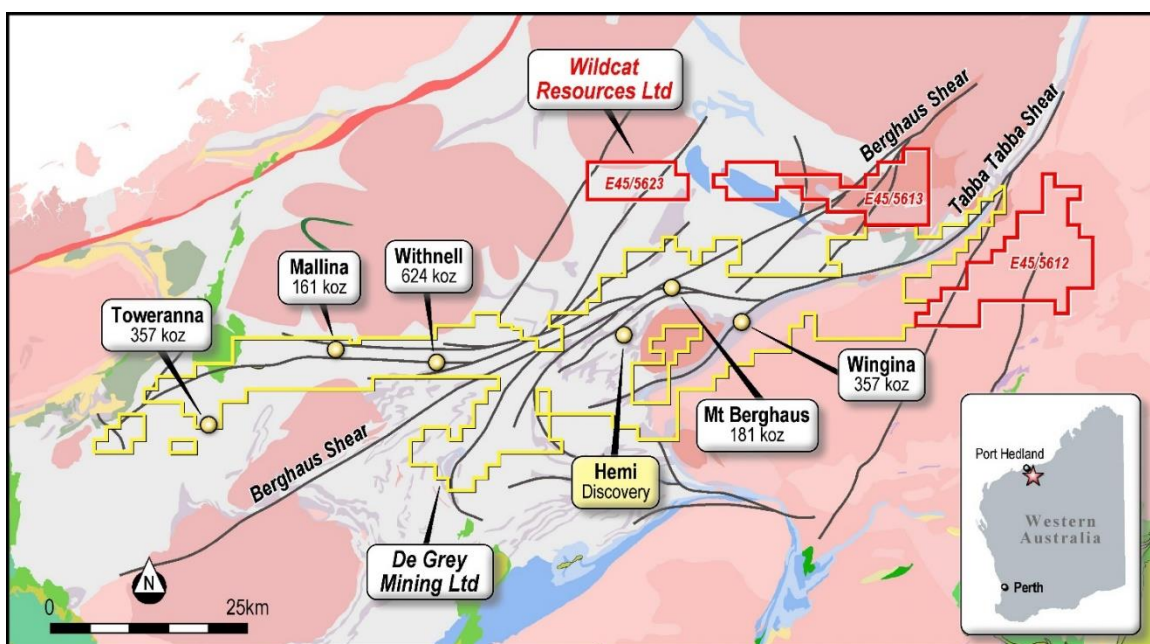 Wildcat
Resources Ltd
Berghaus Shear
Tabba Tabba Shear
E45/5623
E45/5613
E45/5612
Mallina
161 koz
Withnell
624 koz
Toweranna
357 koz
Wingina
357 koz
Mt Berghaus
181 koz
Hemi
Discovery
Berghaus Shear
De Grey
Mining Ltd
N
0
25km
Port Hedland
Western
Australia
Perth